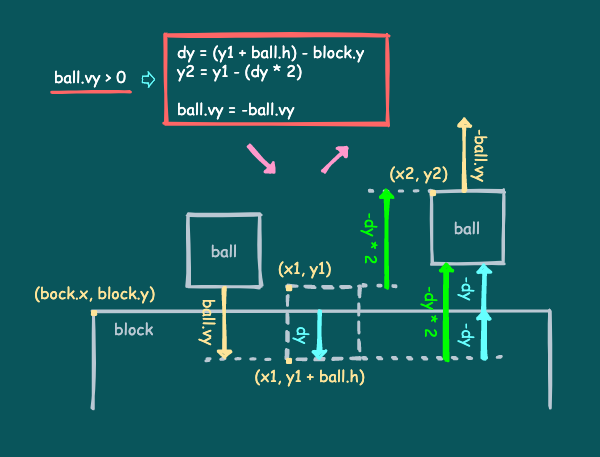 dy = (y1 + ball.h) - block.y
ball.vy > 0
y2 = y1 - (dy * 2)
ball.vy = -ball.vy
-ball.vy
(x2, y2)
ball
ball
-dy * 2
(x1, y1)
(bock.x, block.y)
ball.vy
-dy * 2
-dy
block
dy
-dy
(x1, y1 + ball.h)